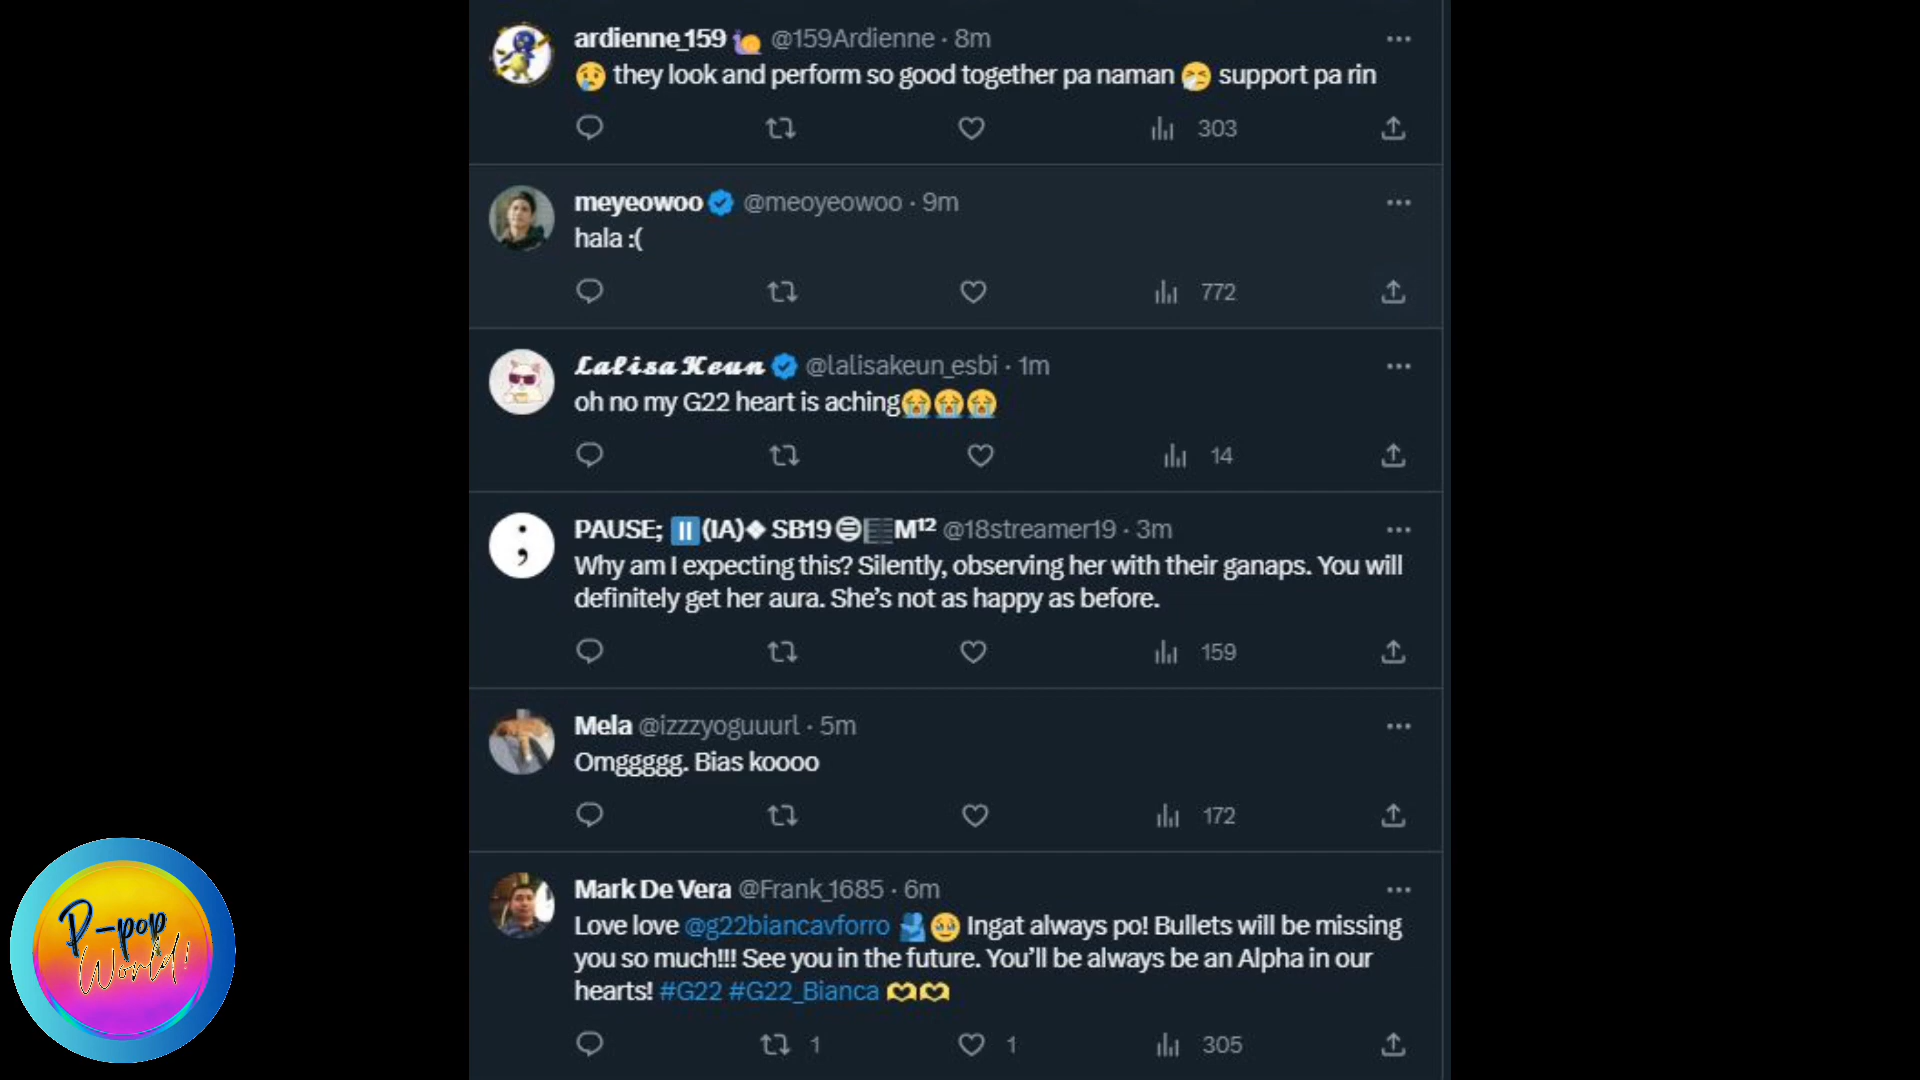 ardienne_159 🐌 @159Ardienne · 8m
😢 they look and perform so good together pa naman 🤧 support pa rin
303
meyeowoo @meoyeowoo · 9m
hala :(
772
𝓛𝓪𝓵𝓲𝓼𝓪 𝓚𝓮𝓾𝓷 @lalisakeun_esbi · 1m
oh no my G22 heart is aching😭😭😭
14
PAUSE; ⏸(IA)◆ SB19 M¹² @18streamer19 · 3m
Why am I expecting this? Silently, observing her with their ganaps. You will
definitely get her aura. She’s not as happy as before.
159
Mela @izzzyoguuurl · 5m
Omggggg. Bias koooo
172
Mark De Vera @Frank_1685 · 6m
Love love @g22biancavforro 🫂🥹 Ingat always po! Bullets will be missing
you so much!!! See you in the future. You’ll be always be an Alpha in our
hearts! #G22 #G22_Bianca 🫶🫶
1 1 305
P-pop
World!